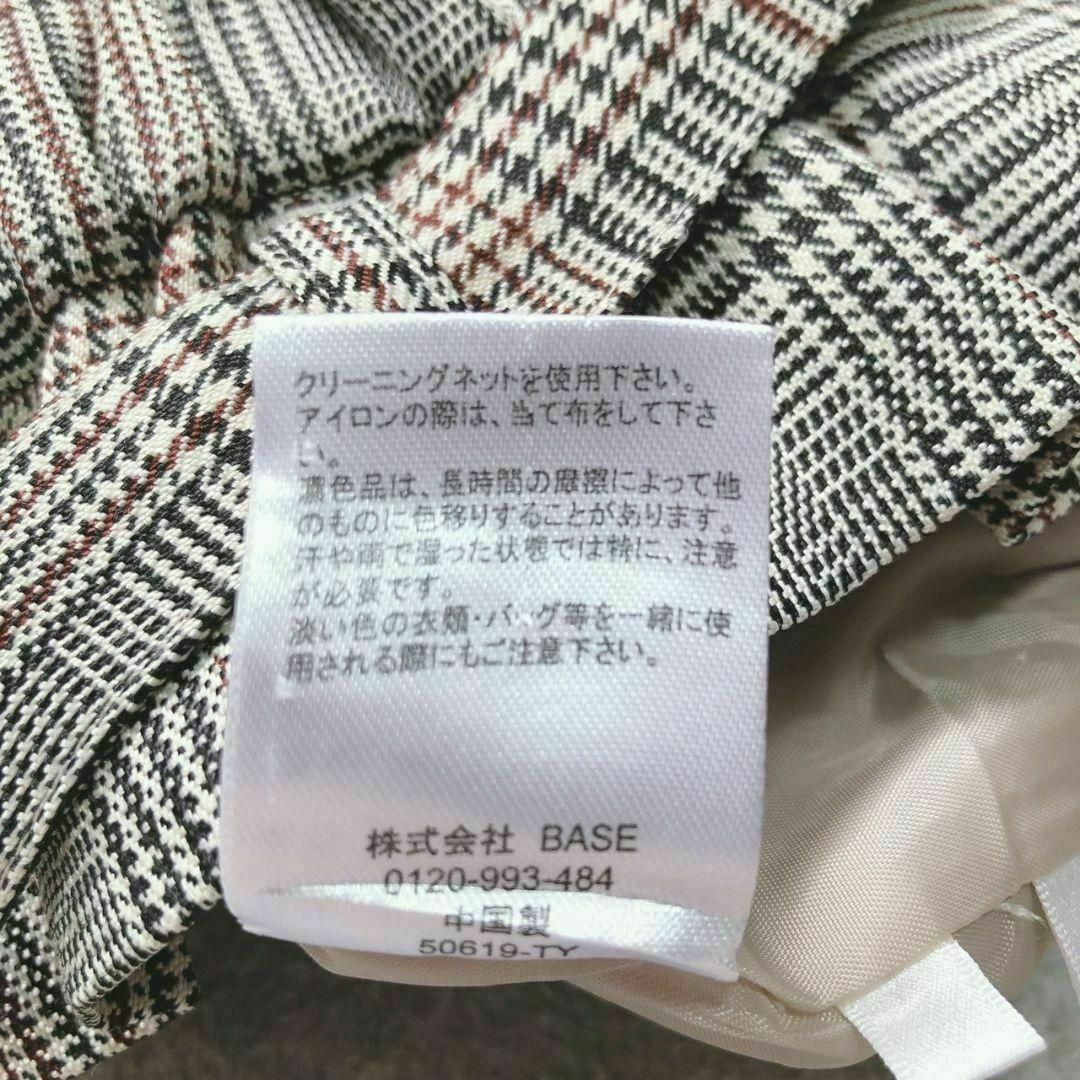 クリーニングネットを使用下さい。
アイロンの際は、当て布をして下さ
い。
濃色品は、長時間の摩擦によって他
のものに色移りすることがあります。
汗や雨で湿った状態では特に、注意
が必要です。
淡い色の衣類・バッグ等を一緒に使
用される際にもご注意下さい。
株式会社 BASE
0120-993-484
中国製
50619-TY